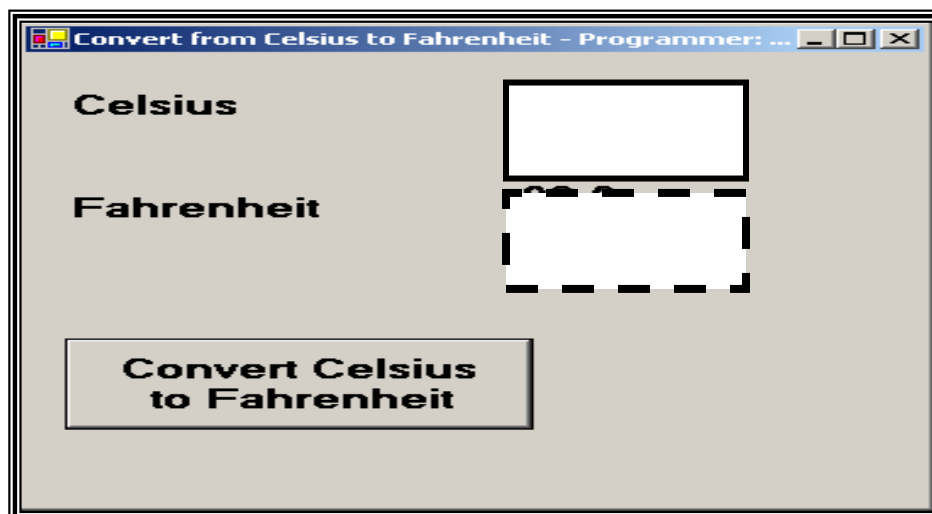 Convert from Celsius to Fahrenheit - Programmer: ...
Celsius
Fahrenheit
Convert Celsius
to Fahrenheit